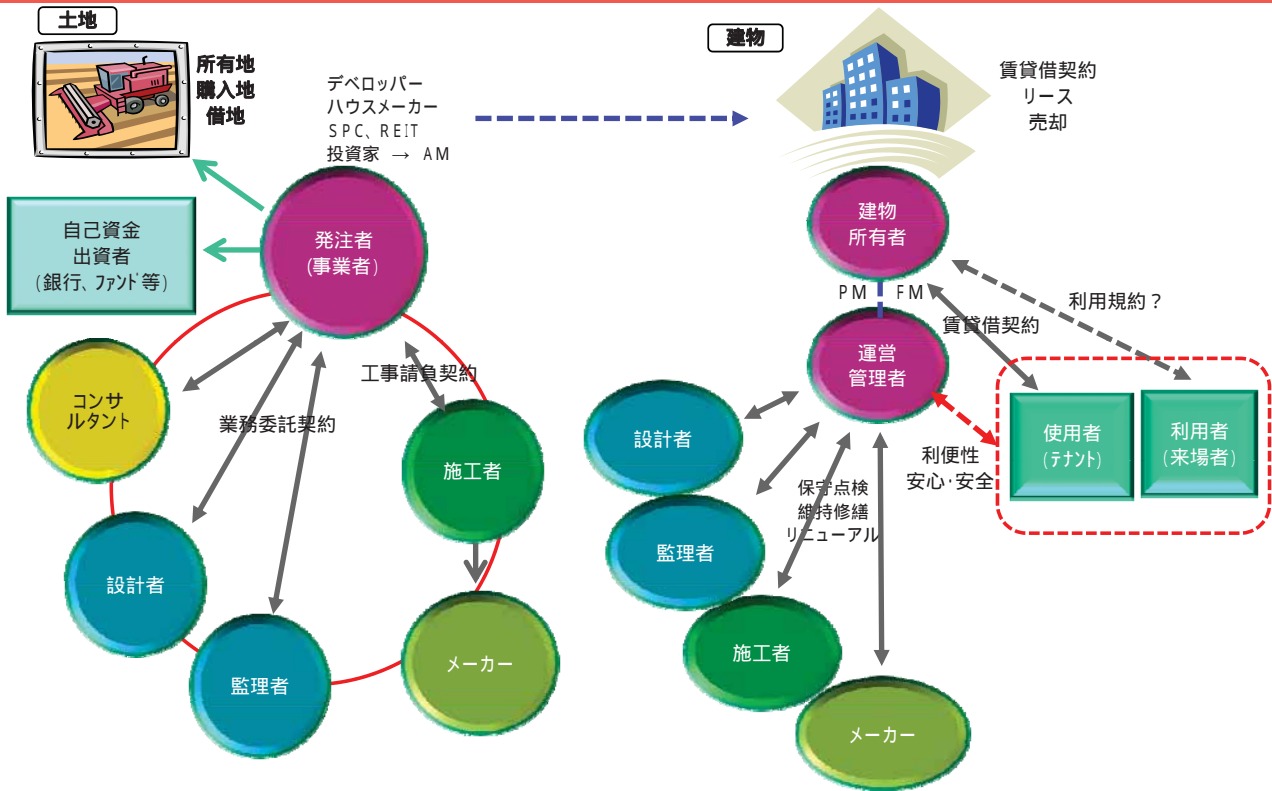 土地
所有地
購入地
借地
デベロッパー
ハウスメーカー
SPC、REIT
投資家 → AM
建物
賃貸借契約
リース
売却
自己資金
出資者
(銀行、ファンド等)
発注者
(事業者)
コンサ
ルタント
業務委託契約
工事請負契約
施工者
設計者
監理者
メーカー
建物
所有者
PM
FM
運営
管理者
賃貸借契約
利用規約？
使用者
(テナント)
利用者
(来場者)
利便性
安心・安全
設計者
監理者
保守点検
維持修繕
リニューアル
施工者
メーカー